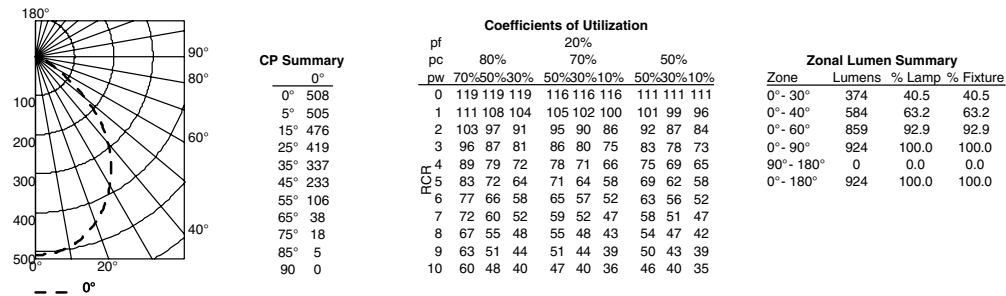 180°
90°
80°
100
200
60°
300
400
40°
500
0° 20°
0°
CP Summary
0°
0° 508
5° 505
15° 476
25° 419
35° 337
45° 233
55° 106
65° 38
75° 18
85° 5
90 0
Coefficients of Utilization
pf 20%
pc 80% 70% 50%
pw 70%50%30% 50%30%10% 50%30%10%
RCR
0 119 119 119 116 116 116 111 111 111
1 111 108 104 105 102 100 101 99 96
2 103 97 91 95 90 86 92 87 84
3 96 87 81 86 80 75 83 78 73
4 89 79 72 78 71 66 75 69 65
5 83 72 64 71 64 58 69 62 58
6 77 66 58 65 57 52 63 56 52
7 72 60 52 59 52 47 58 51 47
8 67 55 48 55 48 43 54 47 42
9 63 51 44 51 44 39 50 43 39
10 60 48 40 47 40 36 46 40 35
Zonal Lumen Summary
Zone Lumens % Lamp % Fixture
0°- 30° 374 40.5 40.5
0°- 40° 584 63.2 63.2
0°- 60° 859 92.9 92.9
0°- 90° 924 100.0 100.0
90°- 180° 0 0.0 0.0
0°- 180° 924 100.0 100.0